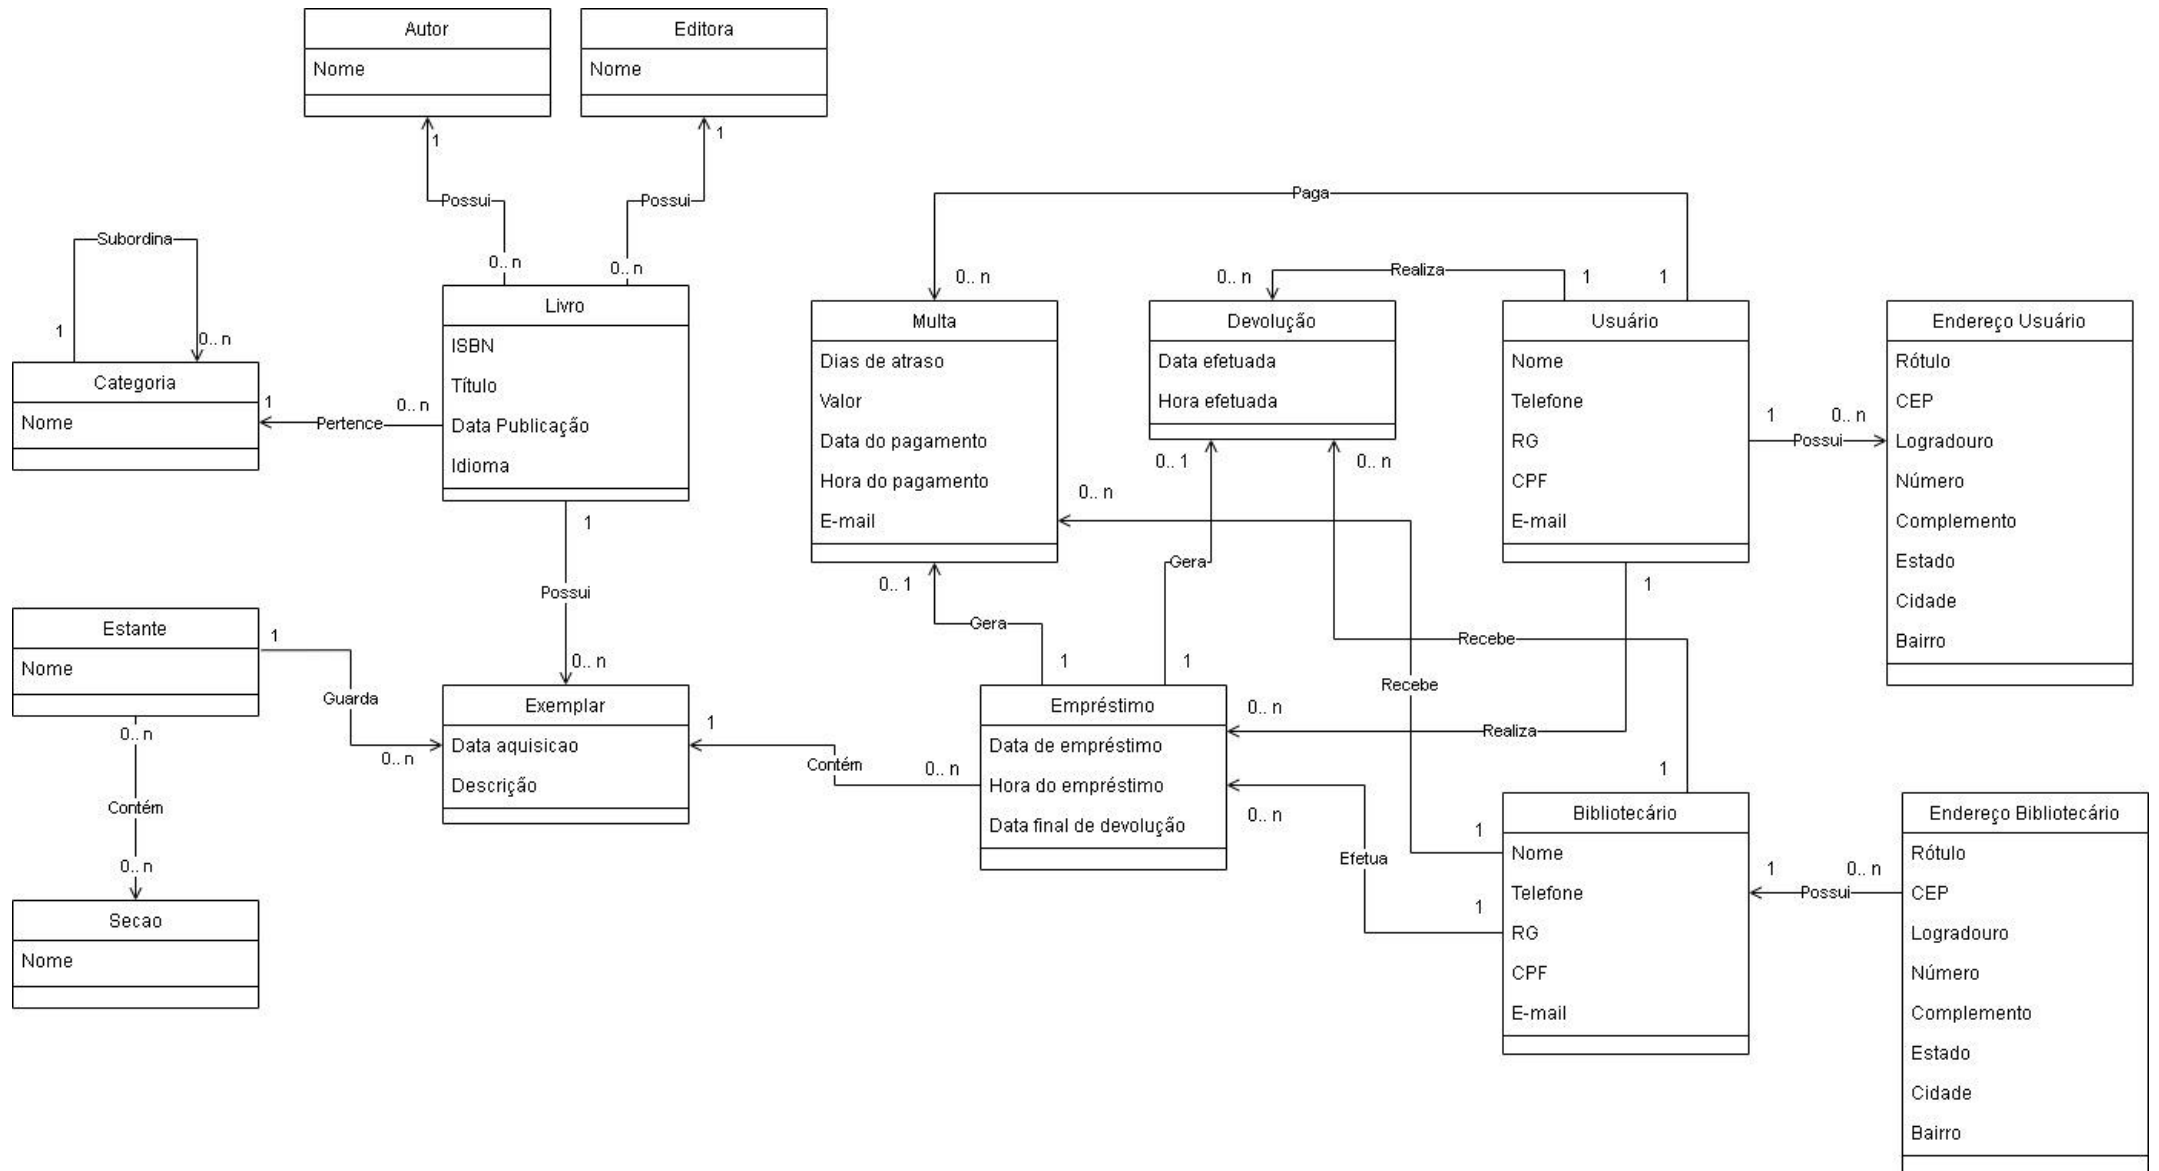 Autor
Nome
Editora
Nome
1
1
Possui
Possui
0.. n
0.. n
Subordina
1
0.. n
Categoria
Nome
1
Pertence
0.. n
Livro
ISBN
Título
Data Publicação
Idioma
1
Possui
0.. n
Estante
Nome
1
Guarda
0.. n
0.. n
Contém
0.. n
Secao
Nome
Exemplar
Data aquisicao
Descrição
1
Contém
0.. n
Paga
0.. n
1
Realiza
0.. n
1
Multa
Dias de atraso
Valor
Data do pagamento
Hora do pagamento
E-mail
0.. n
0.. 1
Gera
1
Devolução
Data efetuada
Hora efetuada
0.. 1
0.. n
Gera
1
Usuário
Nome
Telefone
RG
CPF
E-mail
1
1
Possui
0.. n
Endereço Usuário
Rótulo
CEP
Logradouro
Número
Complemento
Estado
Cidade
Bairro
Recebe
Recebe
Empréstimo
Data de empréstimo
Hora do empréstimo
Data final de devolução
0.. n
Realiza
0.. n
Efetua
1
1
1
Bibliotecário
Nome
Telefone
RG
CPF
E-mail
1
Possui
0.. n
Endereço Bibliotecário
Rótulo
CEP
Logradouro
Número
Complemento
Estado
Cidade
Bairro